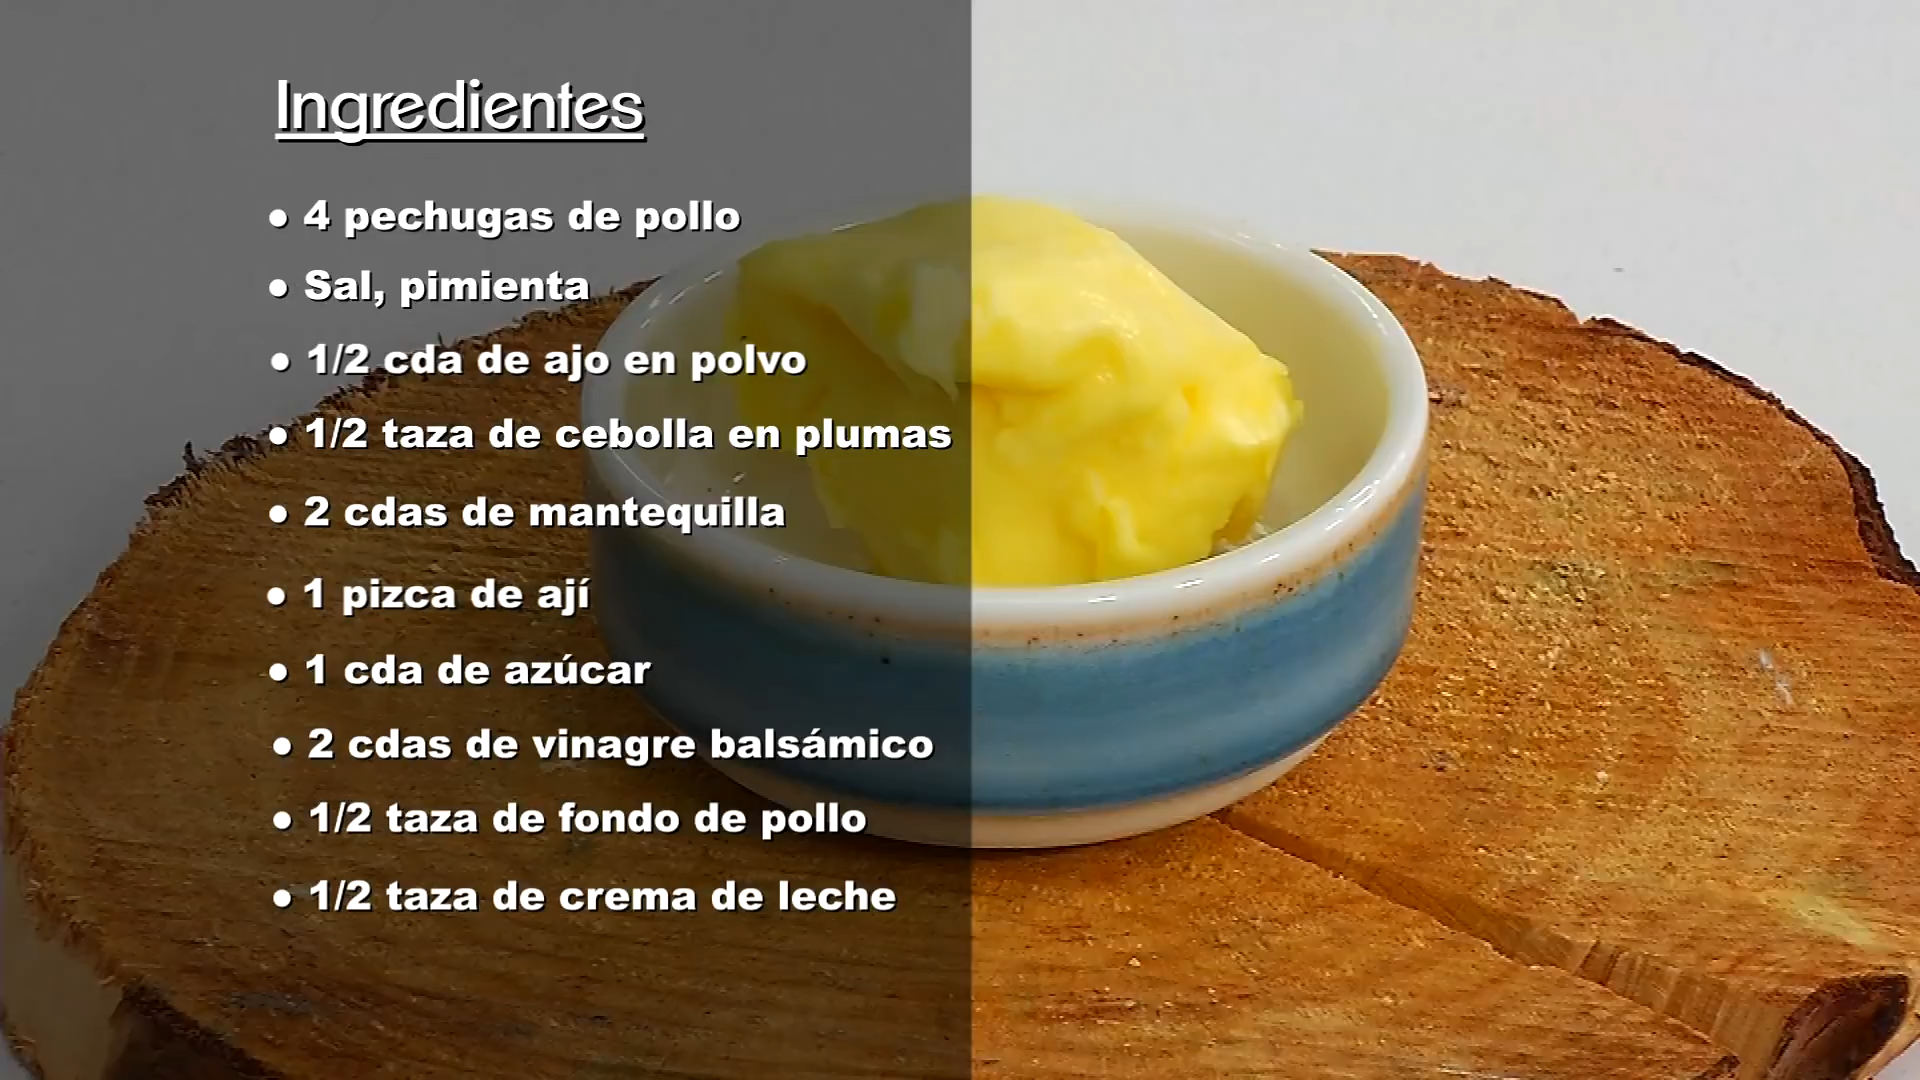 Ingredientes
• 4 pechugas de pollo
• Sal, pimienta
• 1/2 cda de ajo en polvo
• 1/2 taza de cebolla en plumas
• 2 cdas de mantequilla
• 1 pizca de ají
• 1 cda de azúcar
• 2 cdas de vinagre balsámico
• 1/2 taza de fondo de pollo
• 1/2 taza de crema de leche